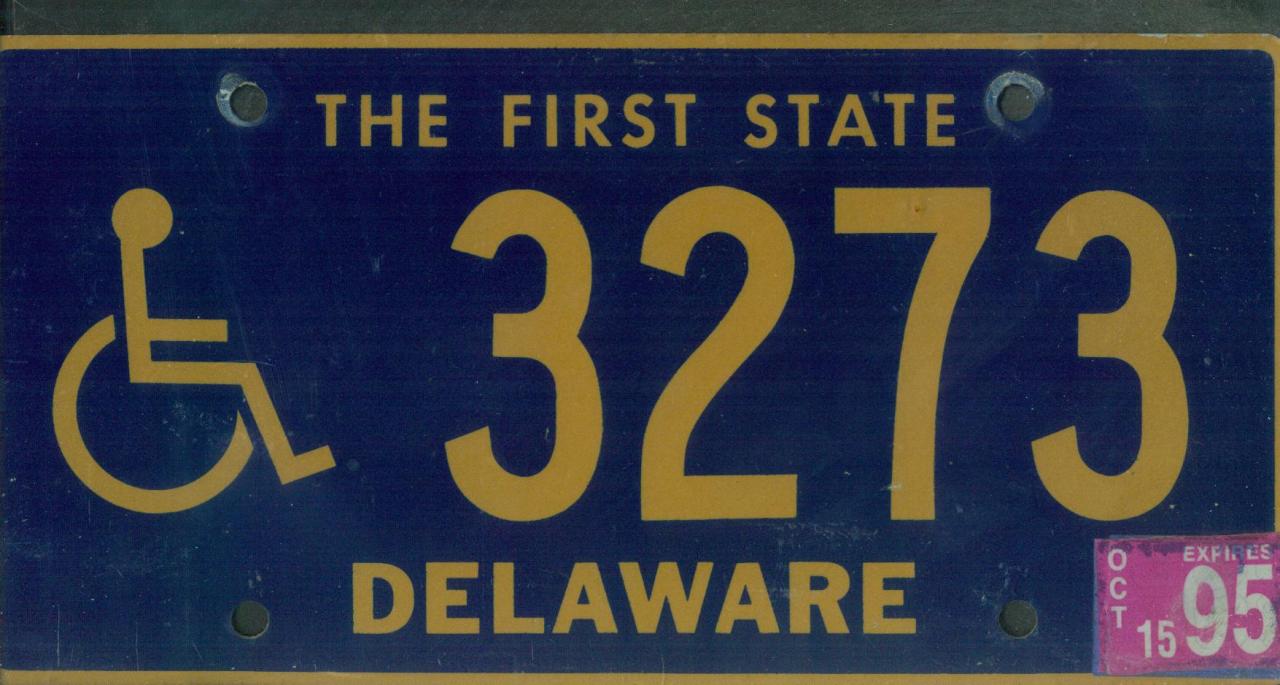 THE FIRST STATE
3273
DELAWARE
OCT
EXPIRES
15 95